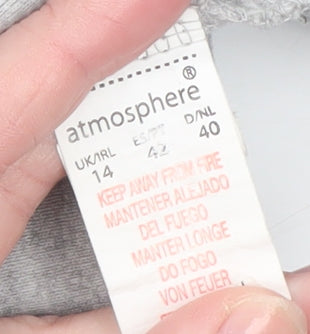 atmosphere®
UK/IRL ES/PT D/NL
14 42 40
KEEP AWAY FROM FIRE
MANTENER ALEJADO
DEL FUEGO
MANTER LONGE
DO FOGO
VON FEUER